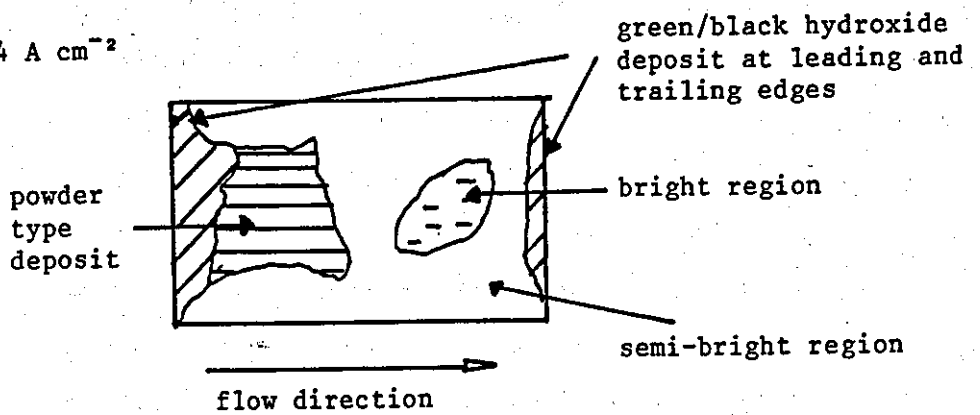 4 A cm⁻²
green/black hydroxide
deposit at leading and
trailing edges
powder
type
deposit
bright region
semi-bright region
flow direction